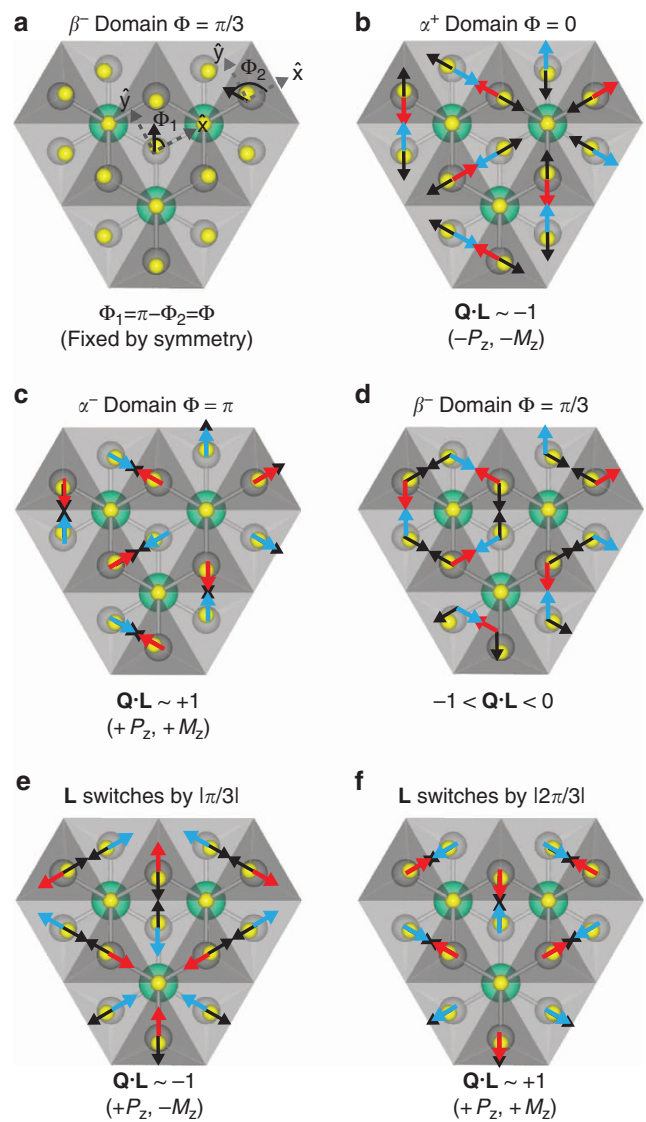 a
β⁻ Domain Φ = π/3
ŷ
Φ₂
x̂
ŷ
Φ₁
x̂
Φ₁=π−Φ₂=Φ
(Fixed by symmetry)
b
α⁺ Domain Φ = 0
Q·L ~ −1
(−P_z, −M_z)
c
α⁻ Domain Φ = π
Q·L ~ +1
(+P_z, +M_z)
d
β⁻ Domain Φ = π/3
−1 < Q·L < 0
e
L switches by |π/3|
Q·L ~ −1
(+P_z, −M_z)
f
L switches by |2π/3|
Q·L ~ +1
(+P_z, +M_z)